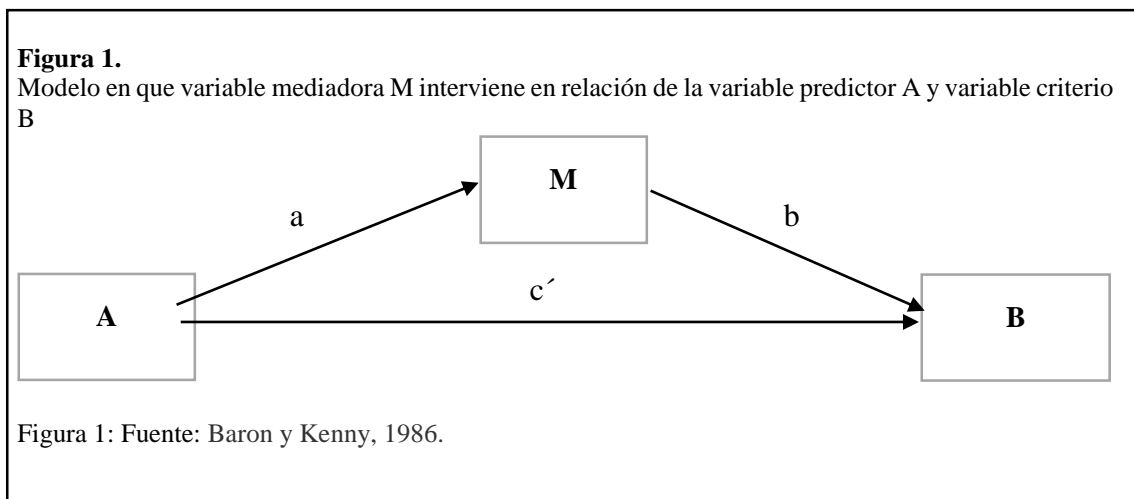 Figura 1.
Modelo en que variable mediadora M interviene en relación de la variable predictor A y variable criterio
B
M
a
b
c´
A
B
Figura 1: Fuente: Baron y Kenny, 1986.